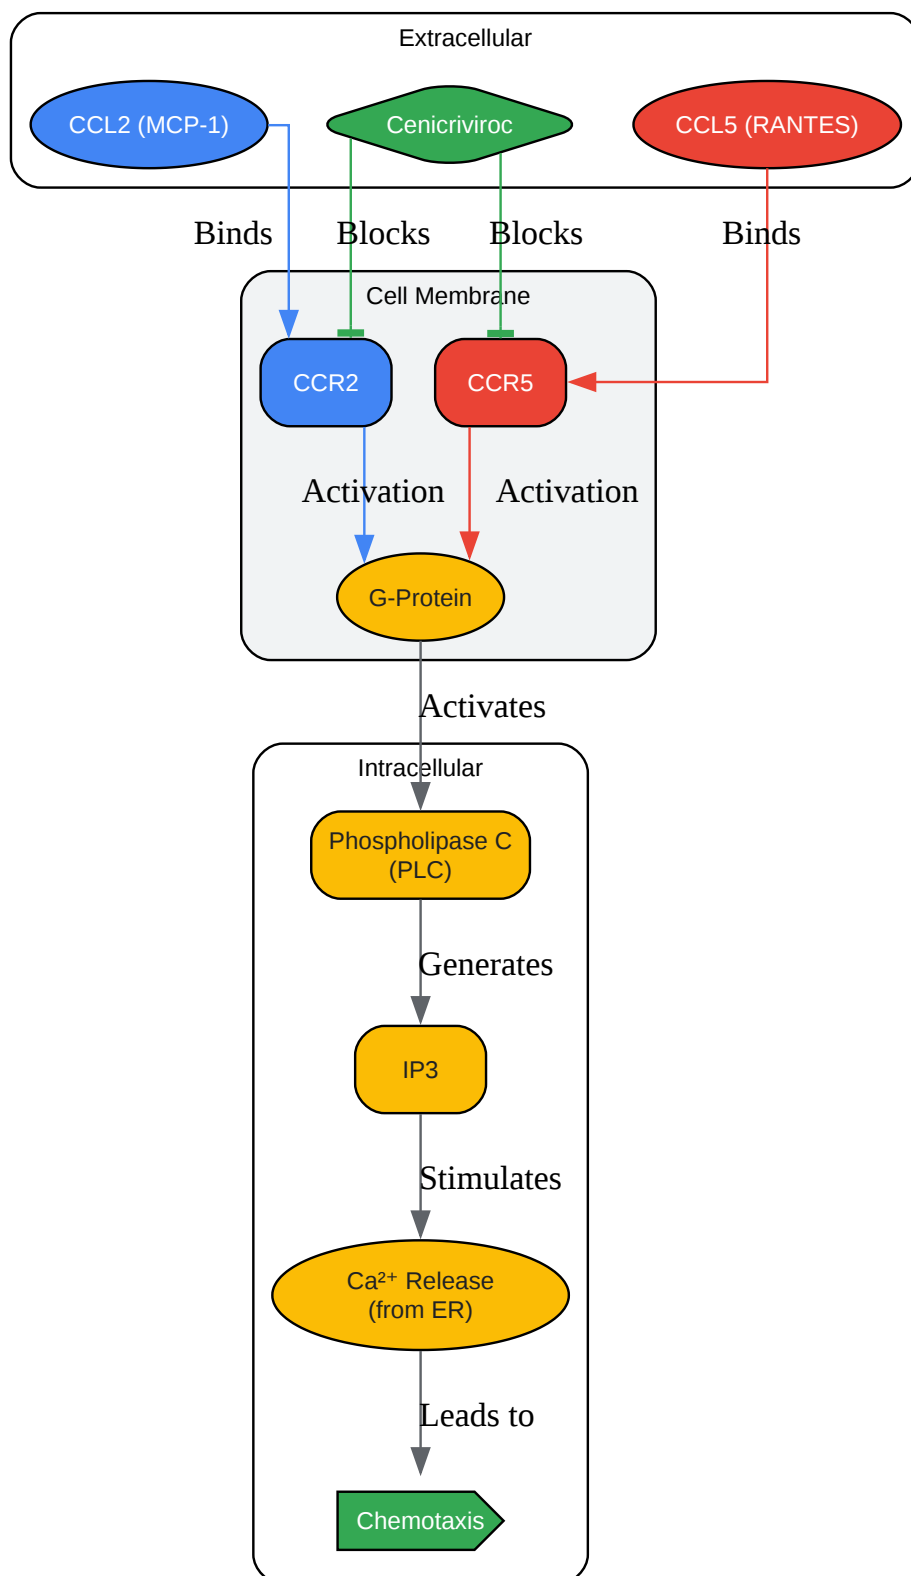 Extracellular
CCL2 (MCP-1)
Cenicriviroc
CCL5 (RANTES)
Binds
Blocks
Blocks
Binds
Cell Membrane
CCR2
CCR5
Activation
Activation
G-Protein
Activates
Intracellular
Phospholipase C
(PLC)
Generates
IP3
Stimulates
Ca²⁺ Release
(from ER)
Leads to
Chemotaxis